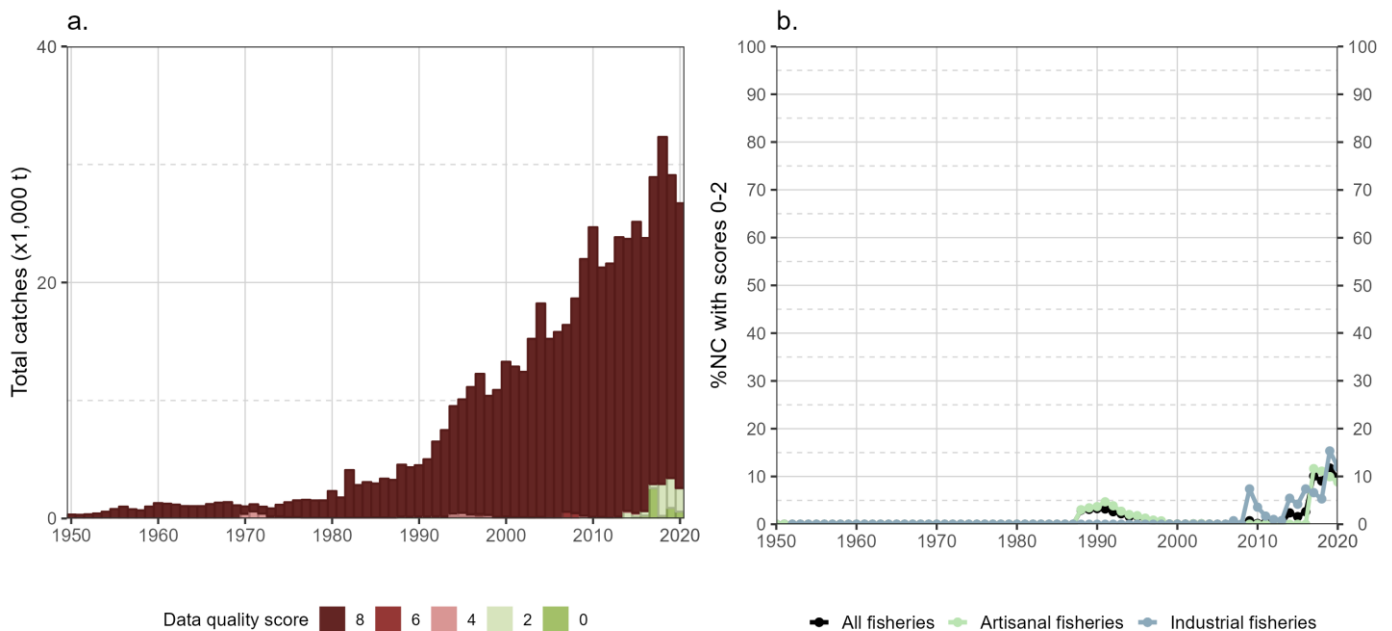 a.
Total catches (x1,000 t)
40
20
0
1950 1960 1970 1980 1990 2000 2010 2020
Data quality score 8 6 4 2 0
b.
%NC with scores 0-2
100 100
90 90
80 80
70 70
60 60
50 50
40 40
30 30
20 20
10 10
0 0
1950 1960 1970 1980 1990 2000 2010 2020
All fisheries Artisanal fisheries Industrial fisheries